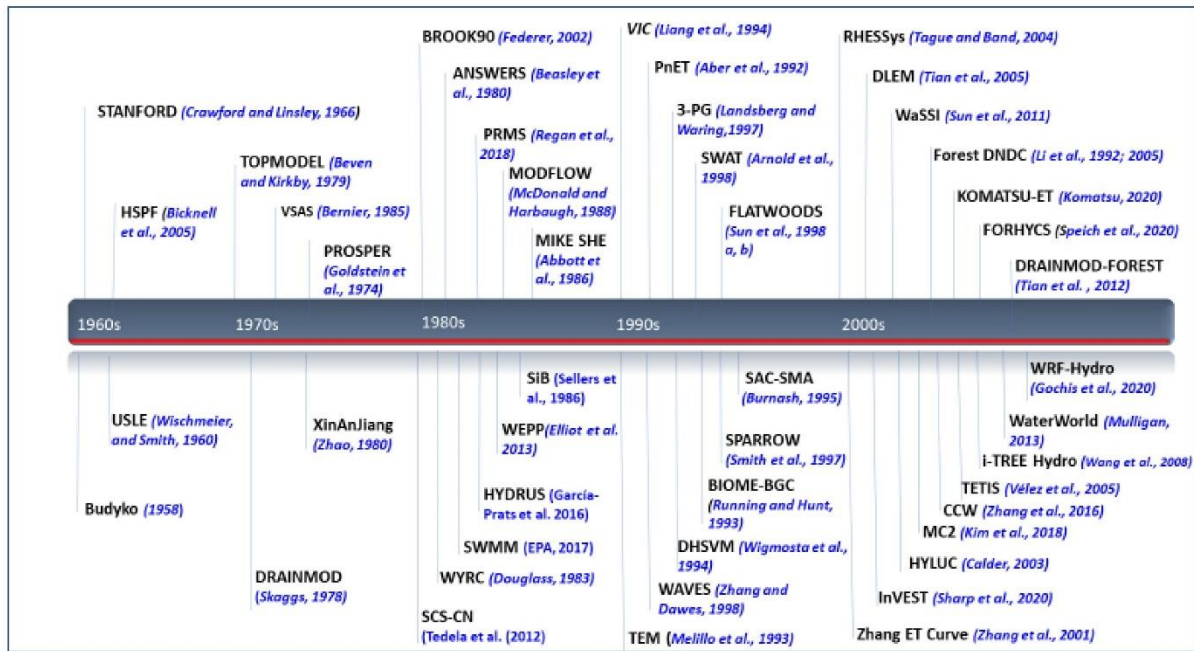 BROOK90 (Federer, 2002)
VIC (Liang et al., 1994)
RHESSys (Tague and Band, 2004)
ANSWERS (Beasley
et al., 1980)
PnET (Aber et al., 1992)
DLEM (Tian et al., 2005)
STANFORD (Crawford and Linsley, 1966)
3-PG (Landsberg and
Waring,1997)
WaSSI (Sun et al., 2011)
PRMS (Regan et al.,
2018)
TOPMODEL (Beven
and Kirkby, 1979)
SWAT (Arnold et al.,
1998)
Forest DNDC (Li et al., 1992; 2005)
MODFLOW
(McDonald and
Harbaugh, 1988)
KOMATSU-ET (Komatsu, 2020)
HSPF (Bicknell
et al., 2005)
VSAS (Bernier, 1985)
FLATWOODS
(Sun et al., 1998
a, b)
FORHYCS (Speich et al., 2020)
PROSPER
(Goldstein et
al., 1974)
MIKE SHE
(Abbott et
al., 1986)
DRAINMOD-FOREST
(Tian et al. , 2012)
1960s
1970s
1980s
1990s
2000s
SiB (Sellers et
al., 1986)
SAC-SMA
(Burnash, 1995)
WRF-Hydro
(Gochis et al., 2020)
USLE (Wischmeier,
and Smith, 1960)
XinAnJiang
(Zhao, 1980)
WEPP(Elliot et al.
2013)
SPARROW
(Smith et al., 1997)
WaterWorld (Mulligan,
2013)
i-TREE Hydro (Wang et al., 2008)
Budyko (1958)
HYDRUS (García-
Prats et al. 2016)
BIOME-BGC
(Running and Hunt,
1993)
TETIS (Vélez et al., 2005)
CCW (Zhang et al., 2016)
MC2 (Kim et al., 2018)
SWMM (EPA, 2017)
DHSVM (Wigmosta et al.,
1994)
HYLUC (Calder, 2003)
DRAINMOD
(Skaggs, 1978)
WYRC (Douglass, 1983)
WAVES (Zhang and
Dawes, 1998)
InVEST (Sharp et al., 2020)
SCS-CN
(Tedela et al. (2012)
TEM (Melillo et al., 1993)
Zhang ET Curve (Zhang et al., 2001)